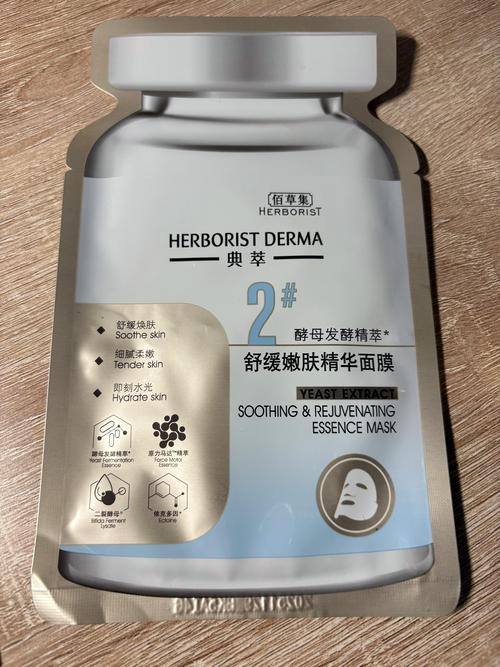 佰草集
HERBORIST
HERBORIST DERMA
典萃
2#
酵母发酵精萃*
舒缓嫩肤精华面膜
YEAST EXTRACT
SOOTHING & REJUVENATING
ESSENCE MASK
舒缓焕肤
Soothe skin
细腻柔嫩
Tender skin
即刻水光
Hydrate skin
酵母发酵精萃*
Yeast Fermentation
Essence
原力马达™精萃
Force Motor
Essence
二裂酵母*
Bifida Ferment
Lysate
依克多因*
Ectoine